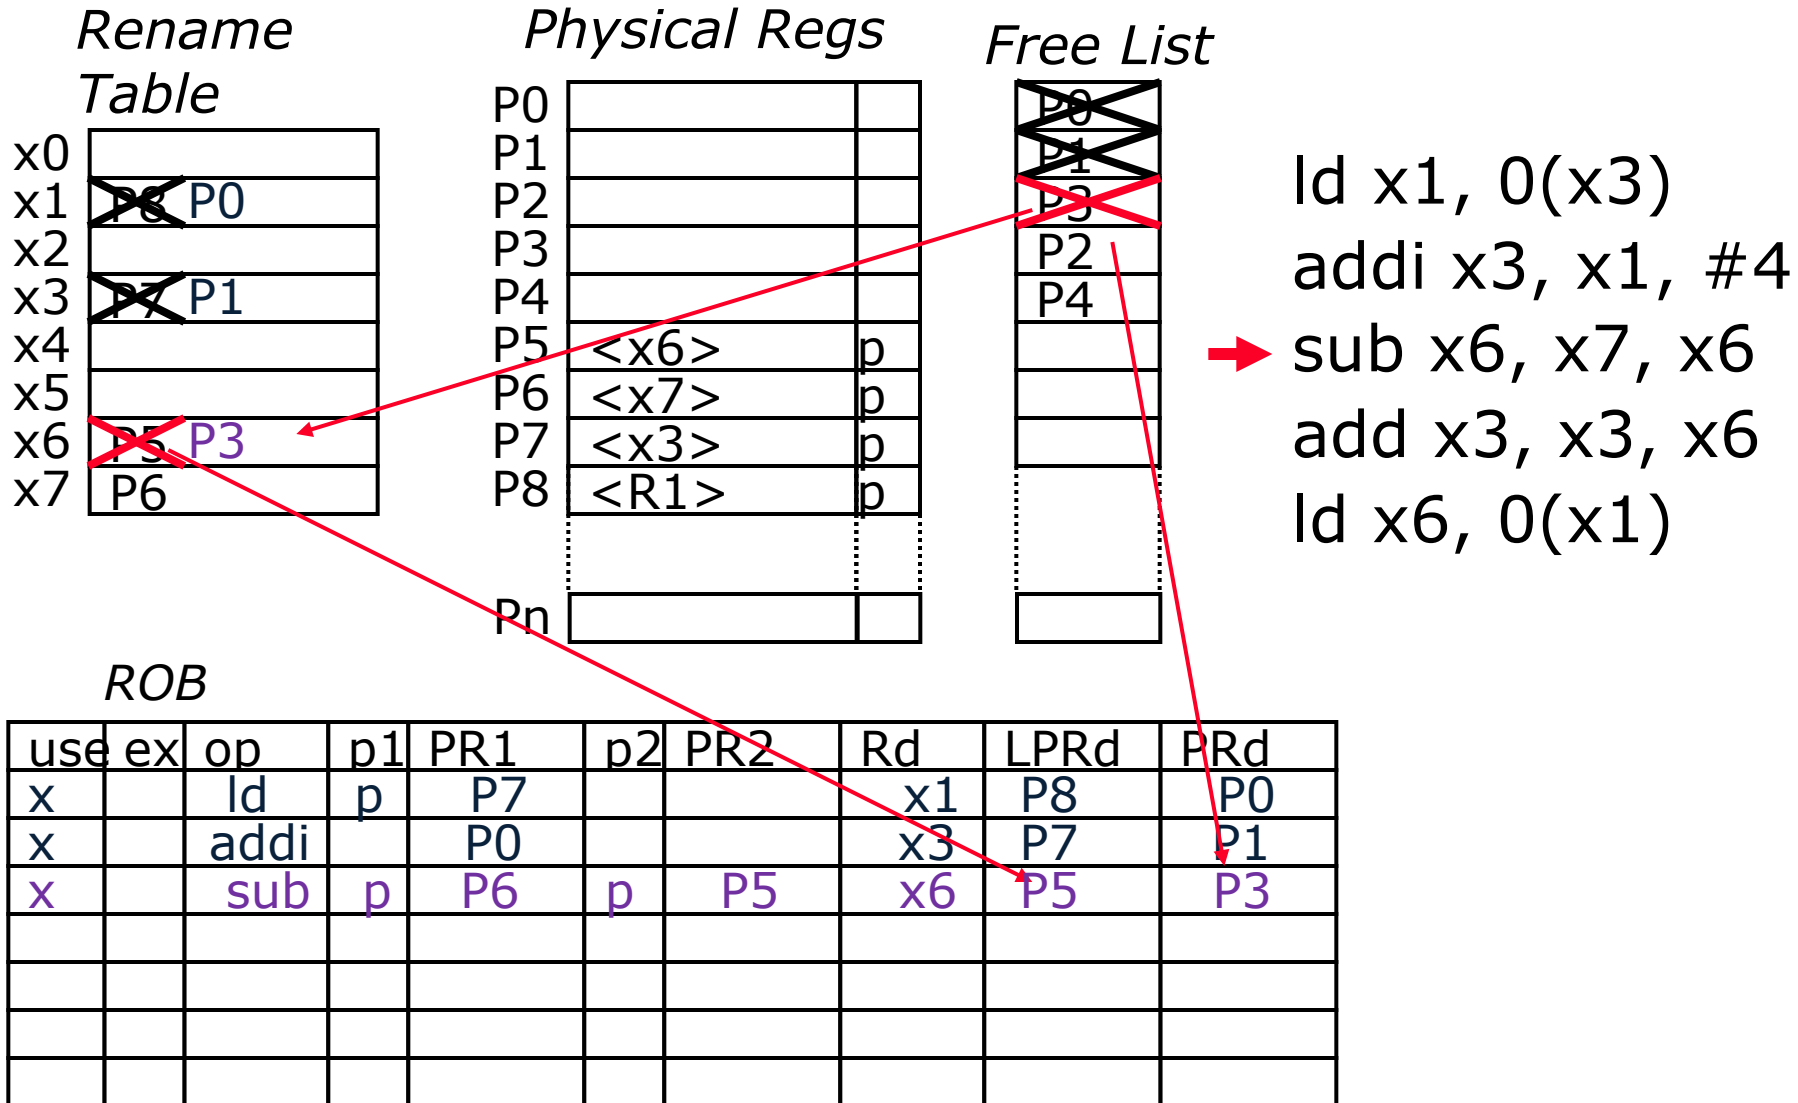 Rename
Table
x0
x1 P8 P0
x2
x3 P7 P1
x4
x5
x6 P5 P3
x7 P6
Physical Regs
P0
P1
P2
P3
P4
P5 <x6> p
P6 <x7> p
P7 <x3> p
P8 <R1> p
Pn
Free List
P0
P1
P3
P2
P4
ld x1, 0(x3)
addi x3, x1, #4
sub x6, x7, x6
add x3, x3, x6
ld x6, 0(x1)
ROB
use ex op p1 PR1 p2 PR2 Rd LPRd PRd
x ld p P7 x1 P8 P0
x addi P0 x3 P7 P1
x sub p P6 p P5 x6 P5 P3